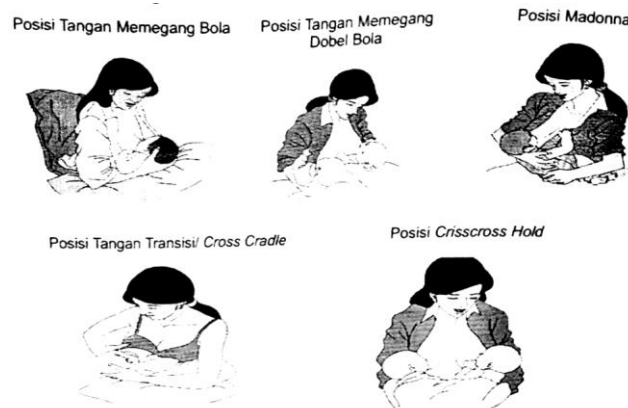 Posisi Tangan Memegang Bola
Posisi Tangan Memegang
Dobel Bola
Posisi Madonna
Posisi Tangan Transisi/ Cross Cradle
Posisi Crisscross Hold